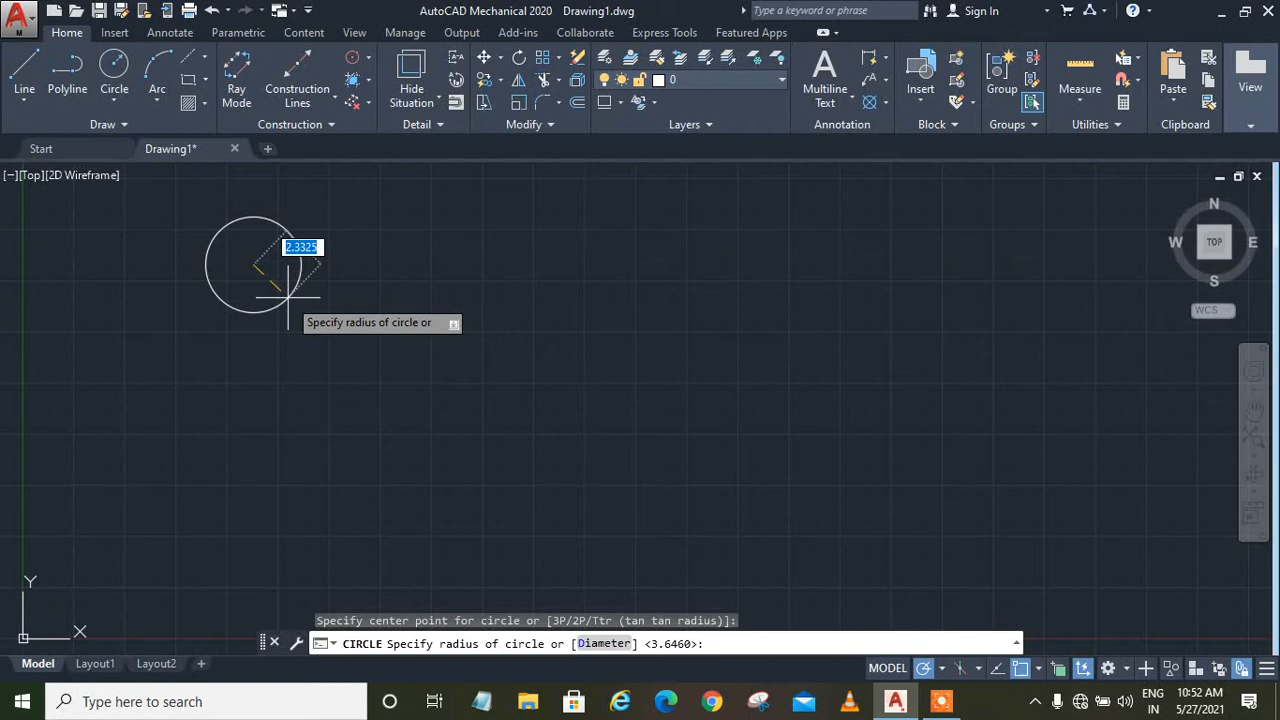 AutoCAD Mechanical 2020 Drawing1.dwg
Type a keyword or phrase
Sign In
Home Insert Annotate Parametric Content View Manage Output Add-ins Collaborate Express Tools Featured Apps
Line Polyline Circle Arc
Draw
Ray Mode
Construction Lines
Construction
Hide Situation
Detail
Modify
0
Layers
Multiline Text
Annotation
Insert
Block
Group
Groups
Measure
Utilities
Paste
Clipboard
View
Start Drawing1*
[−][Top][2D Wireframe]
N
W TOP E
S
WCS
2.3325
Specify radius of circle or
Y
X
Specify center point for circle or [3P/2P/Ttr (tan tan radius)]:
CIRCLE Specify radius of circle or [Diameter] <3.6460>:
Model Layout1 Layout2
MODEL
Type here to search
ENG
IN
10:52 AM
5/27/2021